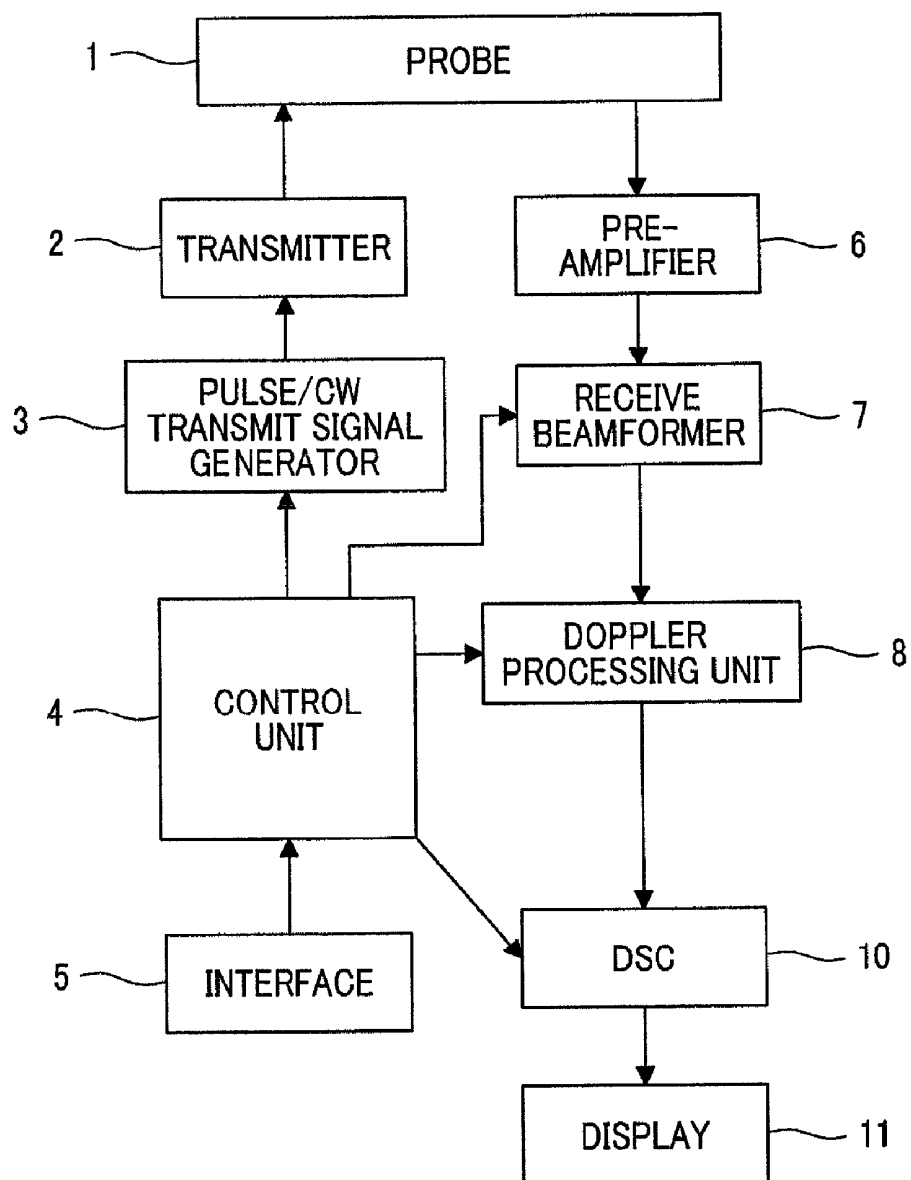 1
PROBE
2
TRANSMITTER
PRE-
AMPLIFIER
6
3
PULSE/CW
TRANSMIT SIGNAL
GENERATOR
RECEIVE
BEAMFORMER
7
4
CONTROL
UNIT
DOPPLER
PROCESSING UNIT
8
5
INTERFACE
DSC
10
DISPLAY
11